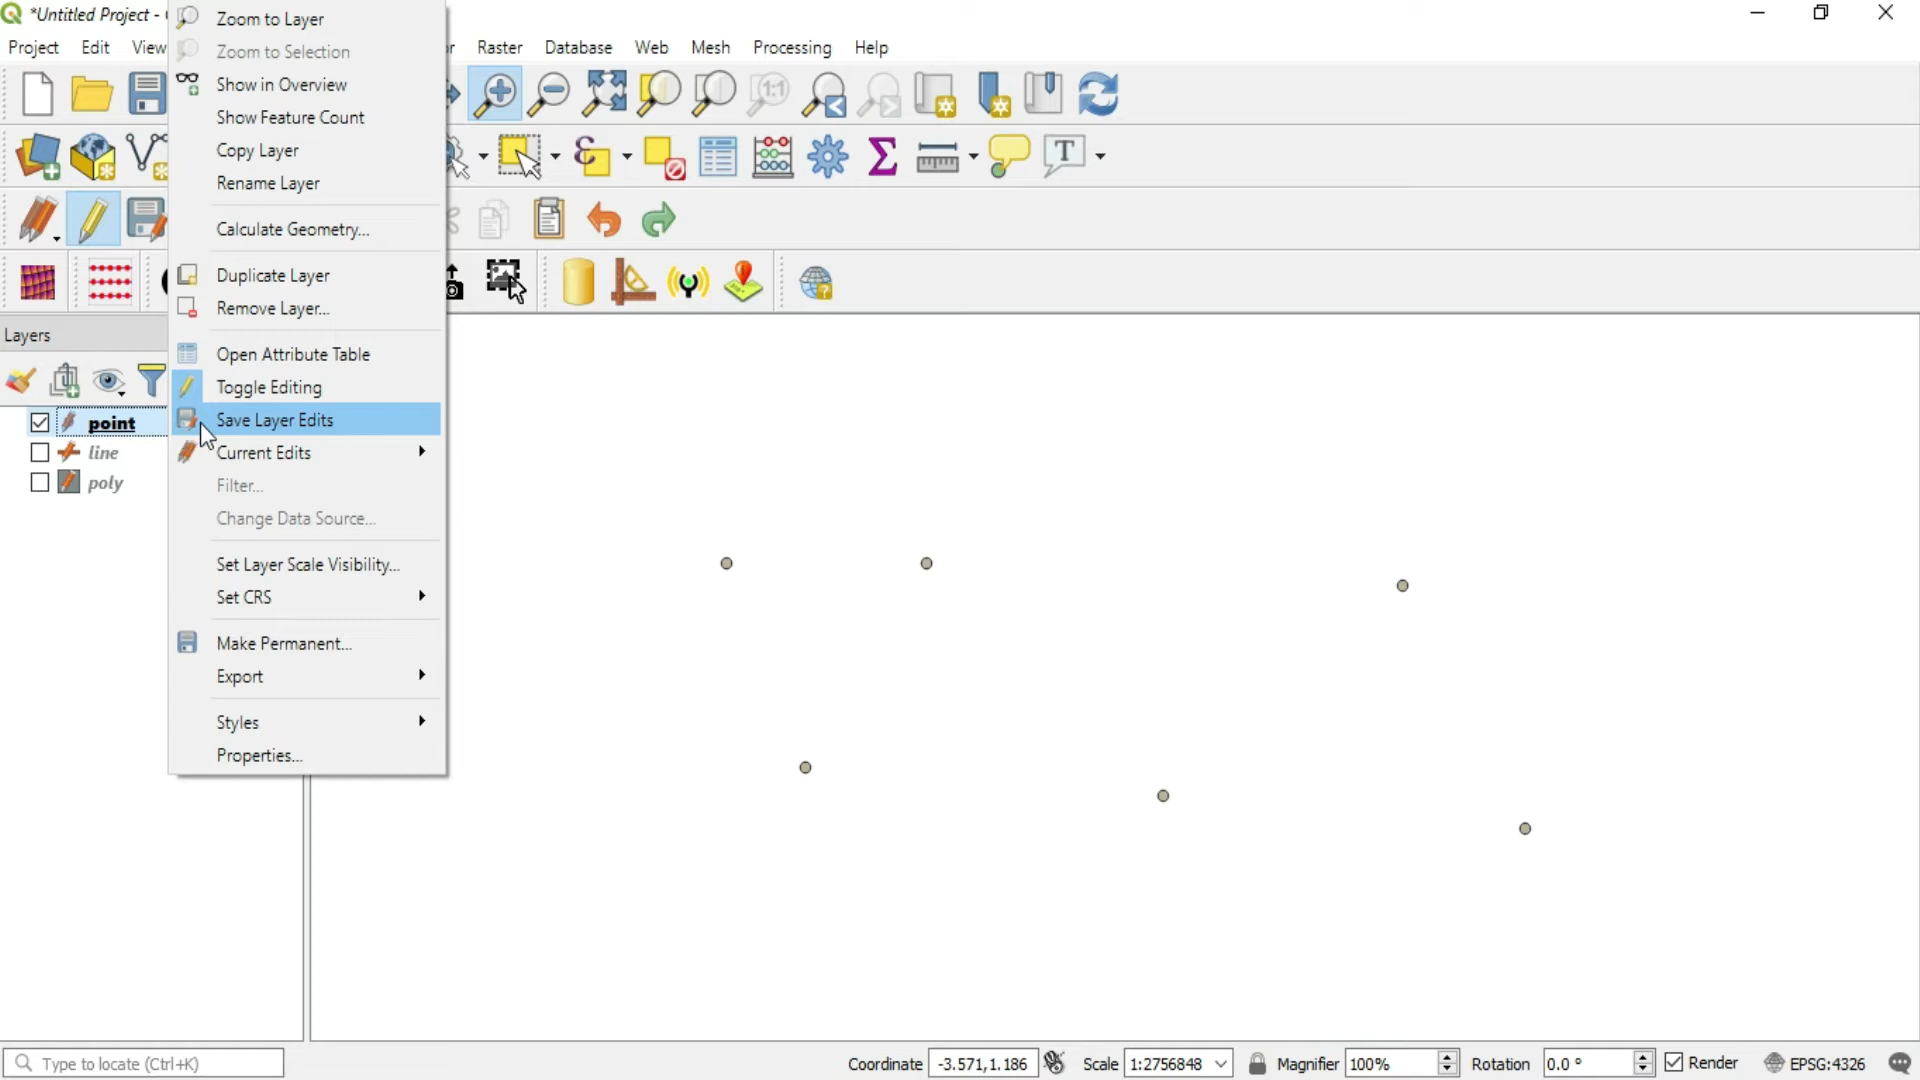 *Untitled Project -
Project Edit View Raster Database Web Mesh Processing Help
Zoom to Layer
Zoom to Selection
Show in Overview
Show Feature Count
Copy Layer
Rename Layer
Calculate Geometry...
Duplicate Layer
Remove Layer...
Open Attribute Table
Toggle Editing
Save Layer Edits
Current Edits
Filter...
Change Data Source...
Set Layer Scale Visibility...
Set CRS
Make Permanent...
Export
Styles
Properties...
1:1
T
Layers
point
line
poly
Type to locate (Ctrl+K)
Coordinate -3.571,1.186 Scale 1:2756848 Magnifier 100% Rotation 0.0 ° Render EPSG:4326